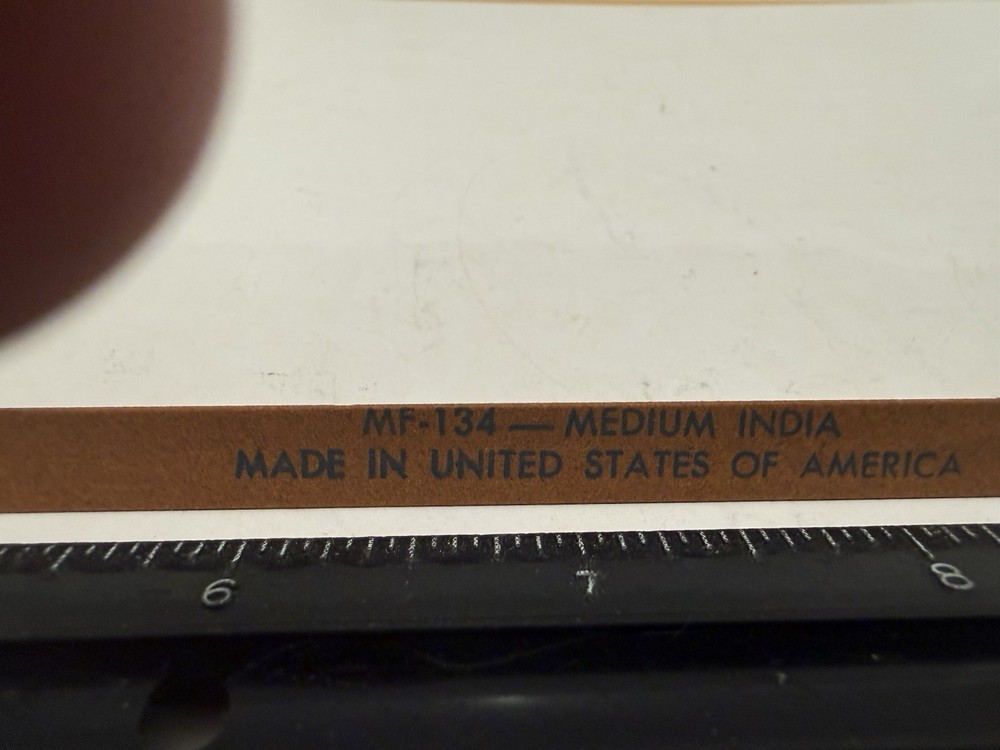 MF-134 — MEDIUM INDIA
MADE IN UNITED STATES OF AMERICA
6 7 8